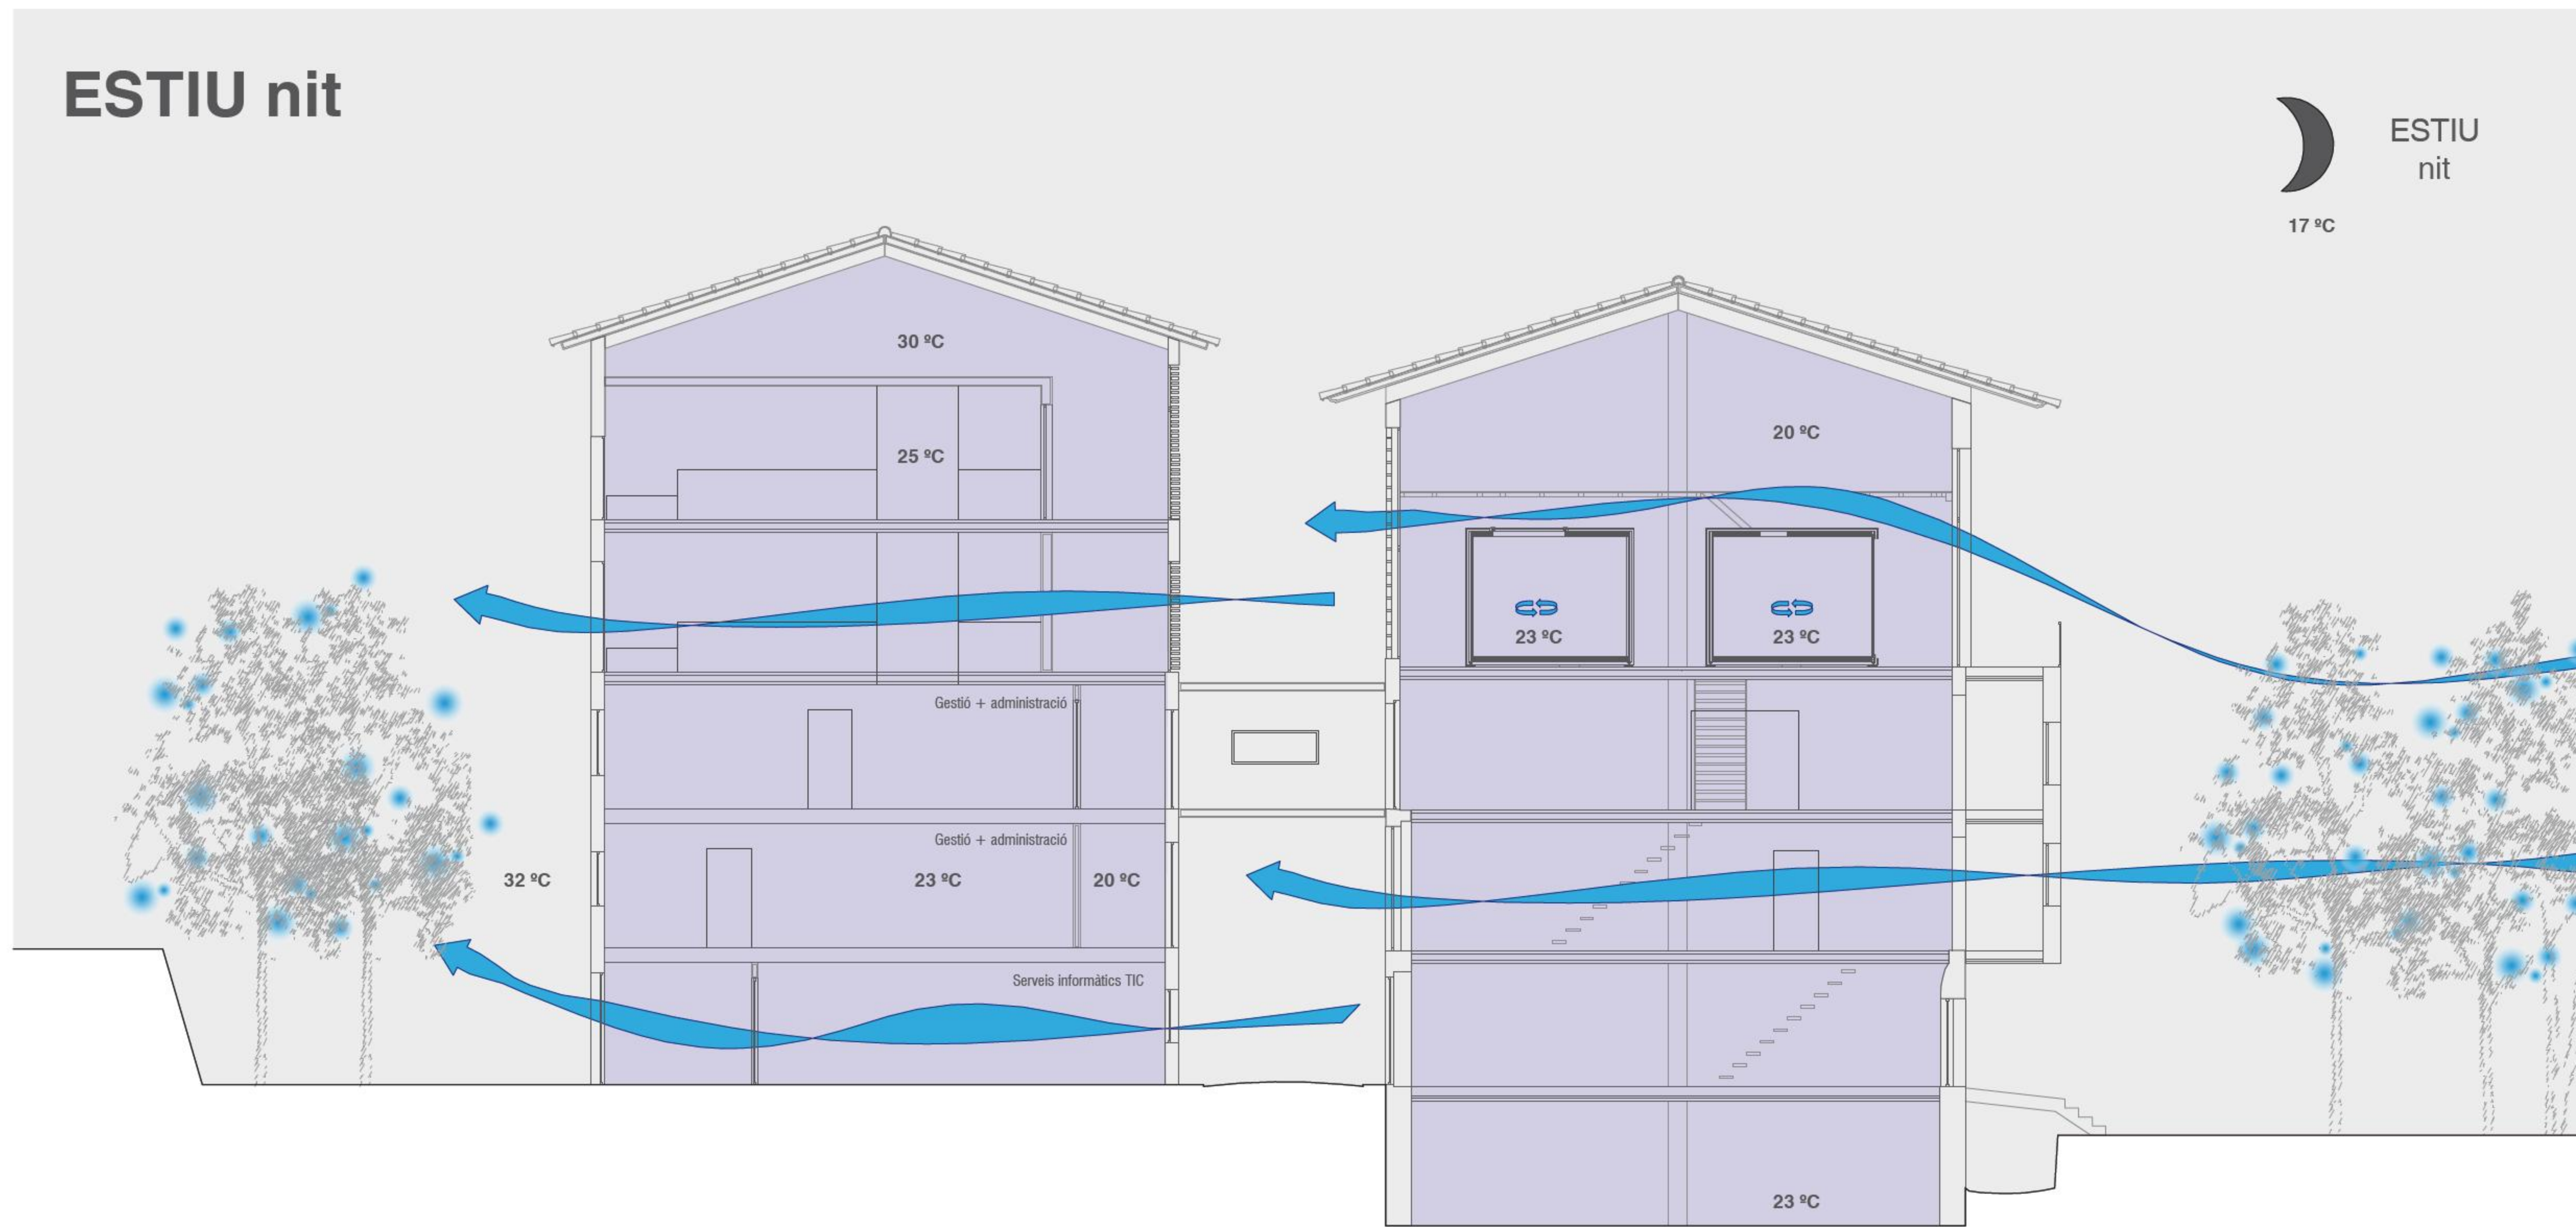 ESTIU nit
ESTIU
nit
17 ºC
30 ºC
25 ºC
20 ºC
23 ºC
23 ºC
Gestió + administració
Gestió + administració
32 ºC
23 ºC
20 ºC
Serveis informàtics TIC
23 ºC